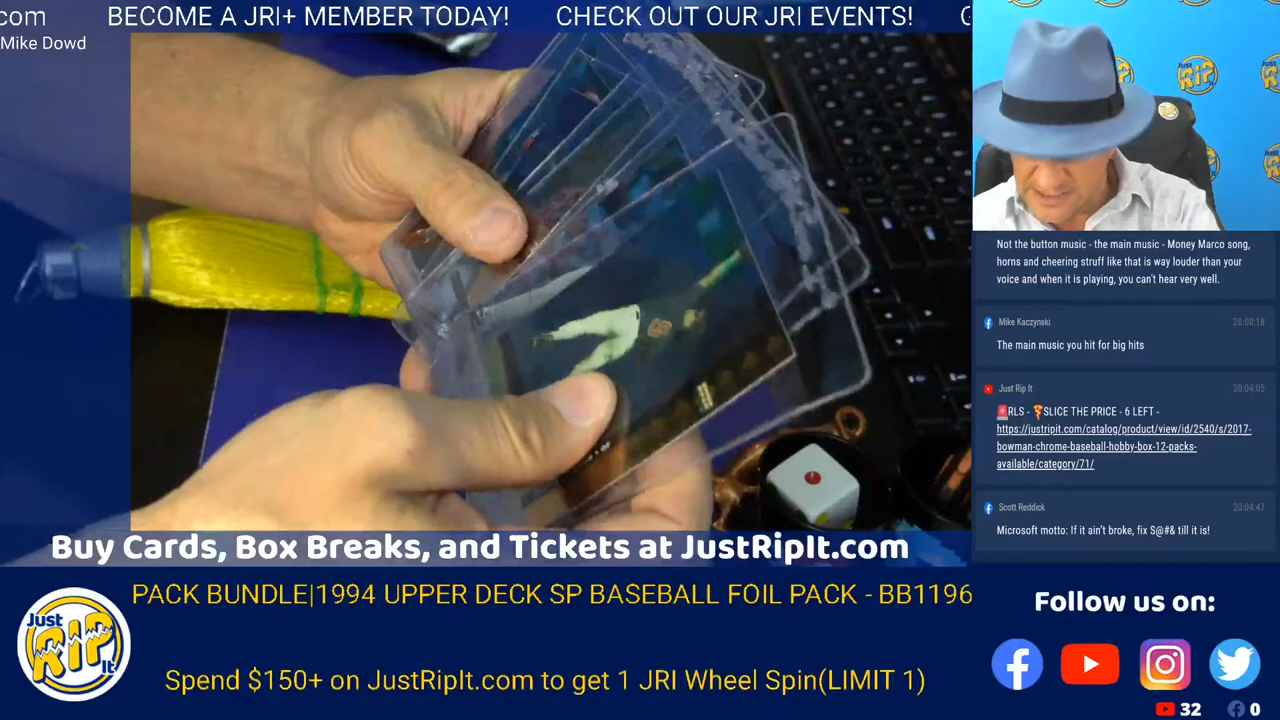 com
BECOME A JRI+ MEMBER TODAY!
CHECK OUT OUR JRI EVENTS!
Mike Dowd
Not the button music - the main music - Money Marco song,
horns and cheering struff like that is way louder than your
voice and when it is playing, you can't hear very well.
Mike Kaczynski
20:00:18
The main music you hit for big hits
Just Rip It
20:04:05
🚨RLS - 🍕SLICE THE PRICE - 6 LEFT -
https://justripit.com/catalog/product/view/id/2540/s/2017-
bowman-chrome-baseball-hobby-box-12-packs-
available/category/71/
Scott Reddick
20:04:47
Microsoft motto: If it ain't broke, fix S@#& till it is!
Buy Cards, Box Breaks, and Tickets at JustRipIt.com
Just
RIP
It
PACK BUNDLE|1994 UPPER DECK SP BASEBALL FOIL PACK - BB1196
Spend $150+ on JustRipIt.com to get 1 JRI Wheel Spin(LIMIT 1)
Follow us on:
32
0